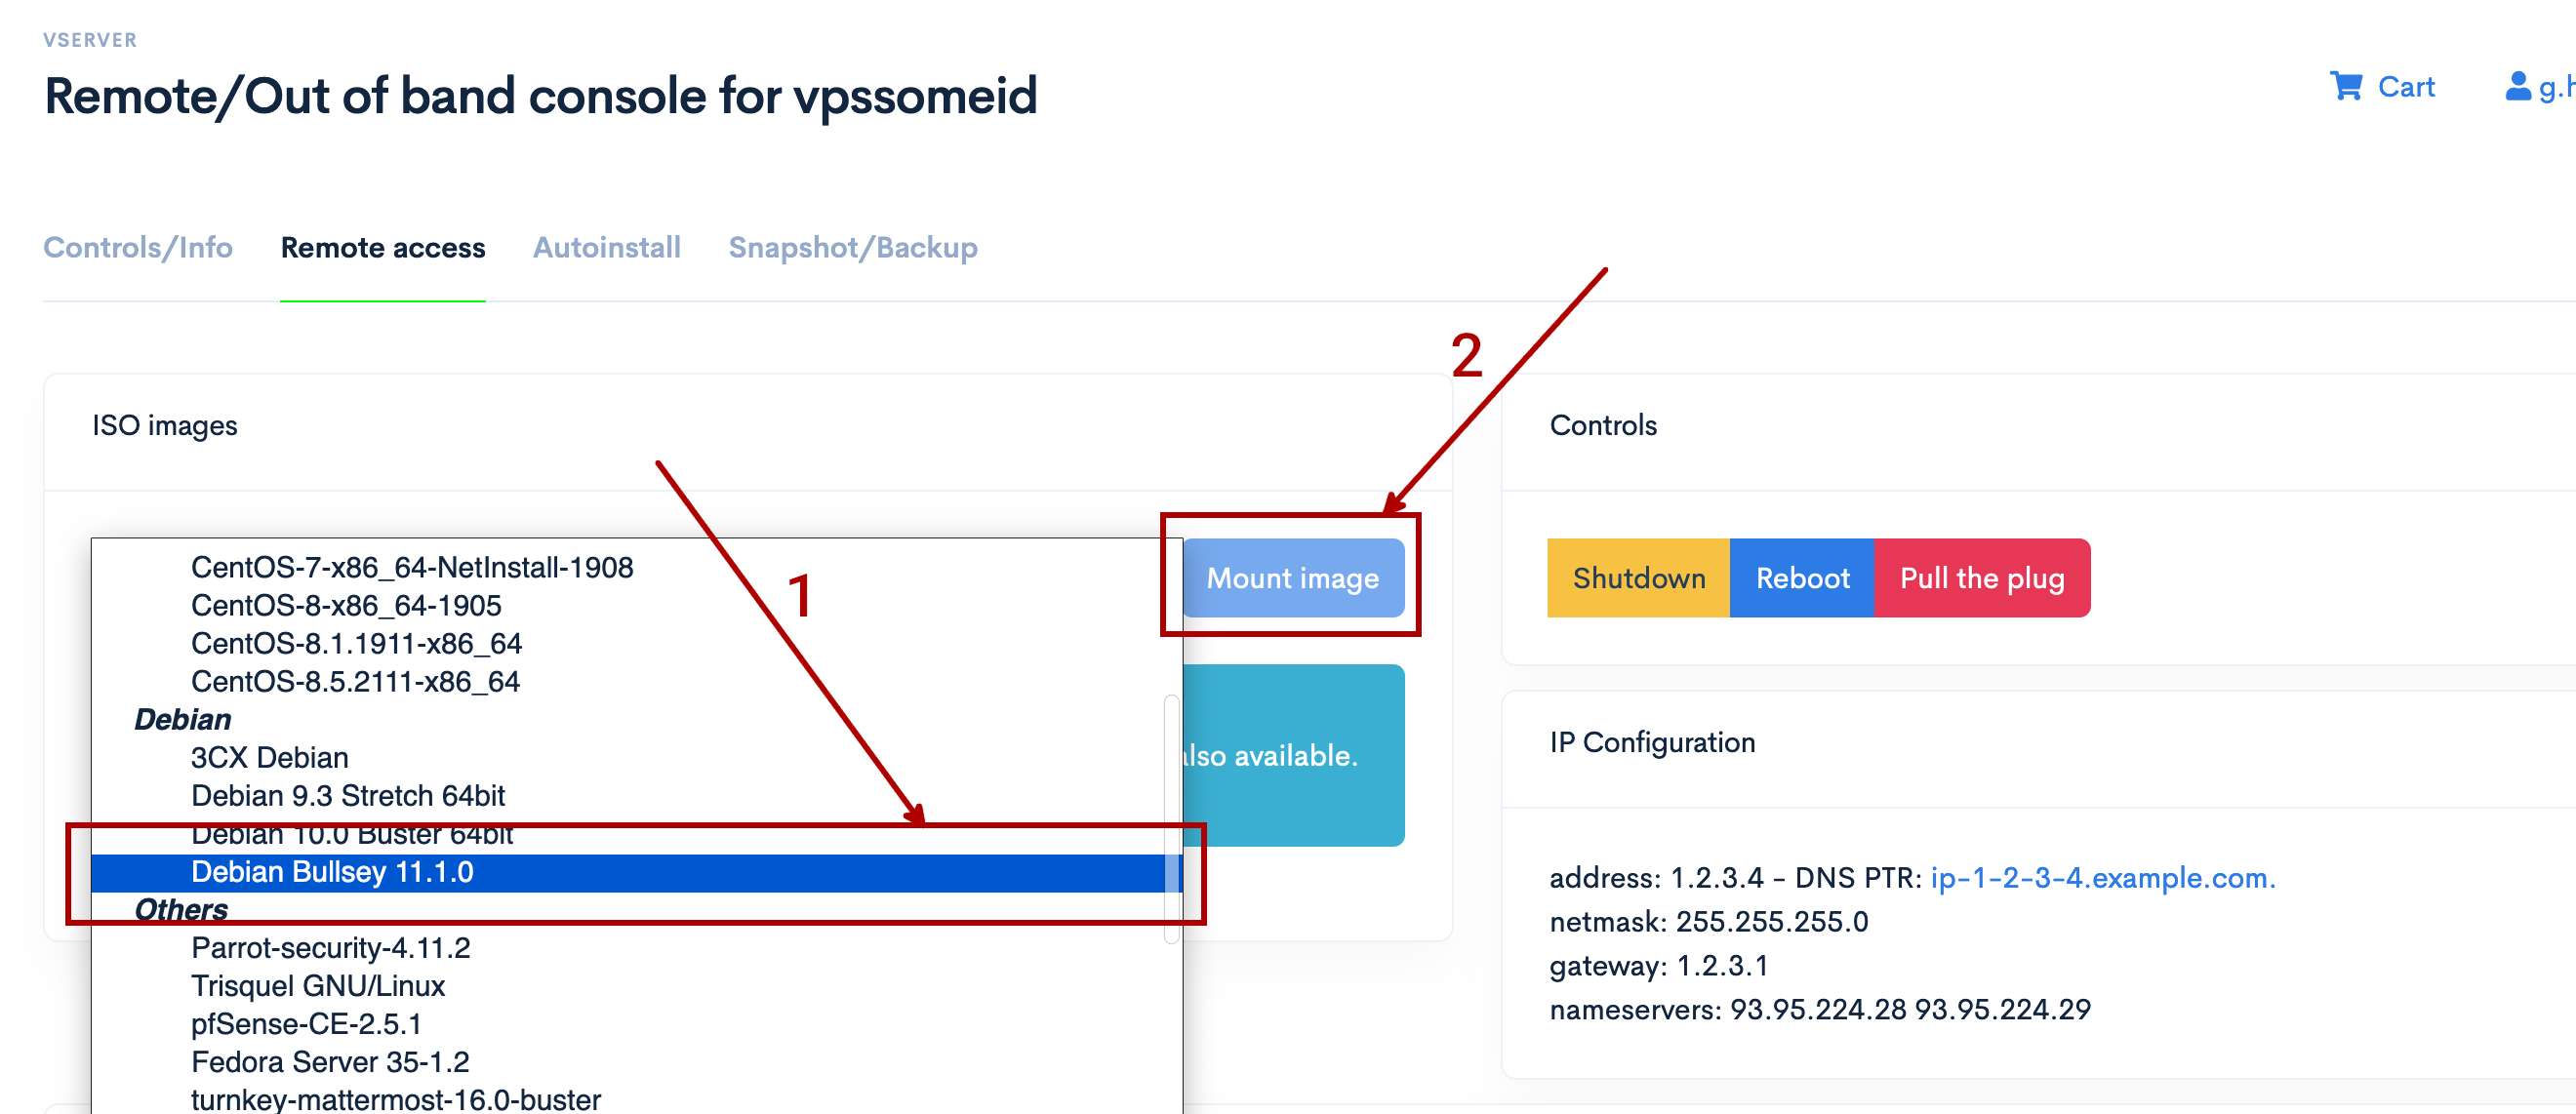 VSERVER
Remote/Out of band console for vpssomeid
Cart
g.h
Controls/Info Remote access Autoinstall Snapshot/Backup
2
ISO images
Controls
1
Mount image
Shutdown Reboot Pull the plug
CentOS-7-x86_64-NetInstall-1908
CentOS-8-x86_64-1905
CentOS-8.1.1911-x86_64
CentOS-8.5.2111-x86_64
Debian
3CX Debian
Debian 9.3 Stretch 64bit
Debian 10.0 Buster 64bit
Debian Bullsey 11.1.0
Others
Parrot-security-4.11.2
Trisquel GNU/Linux
pfSense-CE-2.5.1
Fedora Server 35-1.2
turnkey-mattermost-16.0-buster
also available.
IP Configuration
address: 1.2.3.4 - DNS PTR: ip-1-2-3-4.example.com.
netmask: 255.255.255.0
gateway: 1.2.3.1
nameservers: 93.95.224.28 93.95.224.29